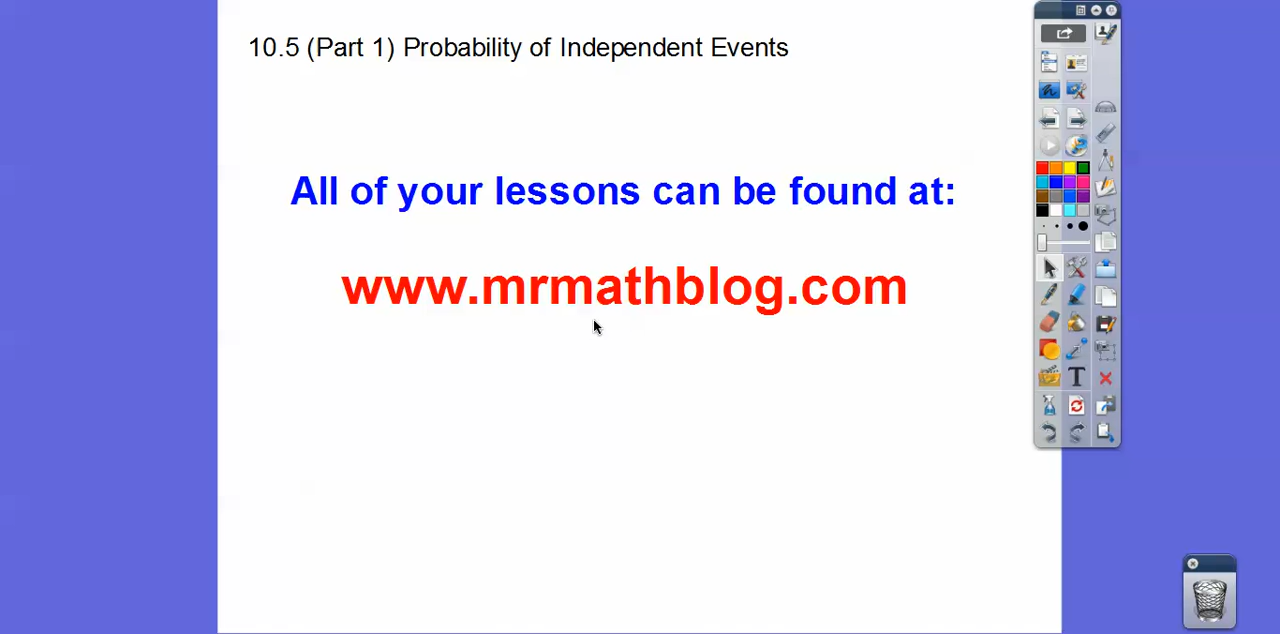 10.5 (Part 1) Probability of Independent Events
All of your lessons can be found at:
www.mrmathblog.com
T